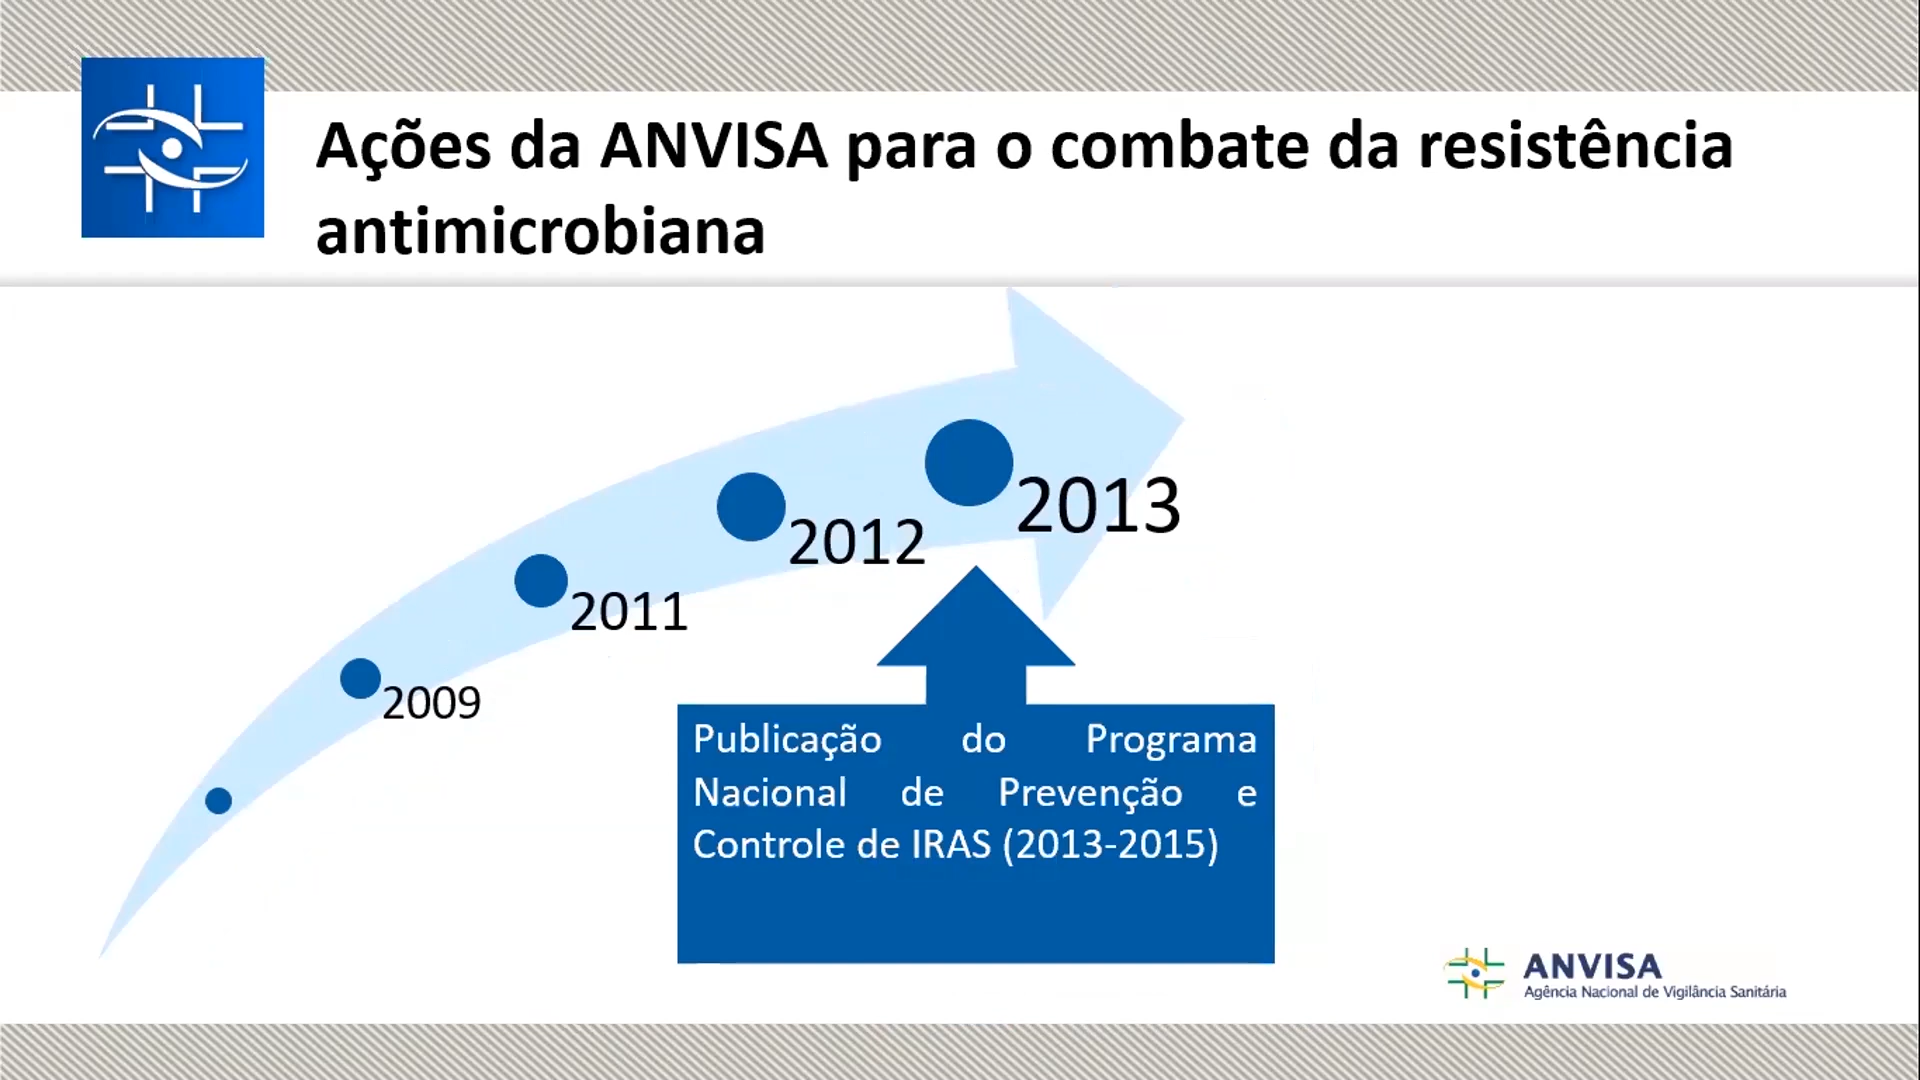 Ações da ANVISA para o combate da resistência
antimicrobiana
2013
2012
2011
2009
Publicação do Programa
Nacional de Prevenção e
Controle de IRAS (2013-2015)
ANVISA
Agência Nacional de Vigilância Sanitária